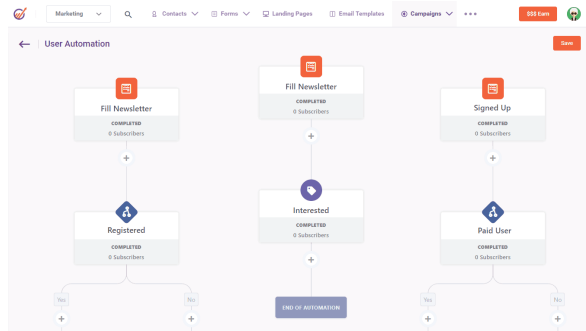 Marketing
Contacts
Forms
Landing Pages
Email Templates
Campaigns
$$$ Earn
User Automation
Save
Fill Newsletter
COMPLETED
0 Subscribers
Fill Newsletter
COMPLETED
0 Subscribers
Signed Up
COMPLETED
0 Subscribers
Registered
COMPLETED
0 Subscribers
Interested
COMPLETED
0 Subscribers
Paid User
COMPLETED
0 Subscribers
Yes
No
END OF AUTOMATION
Yes
No